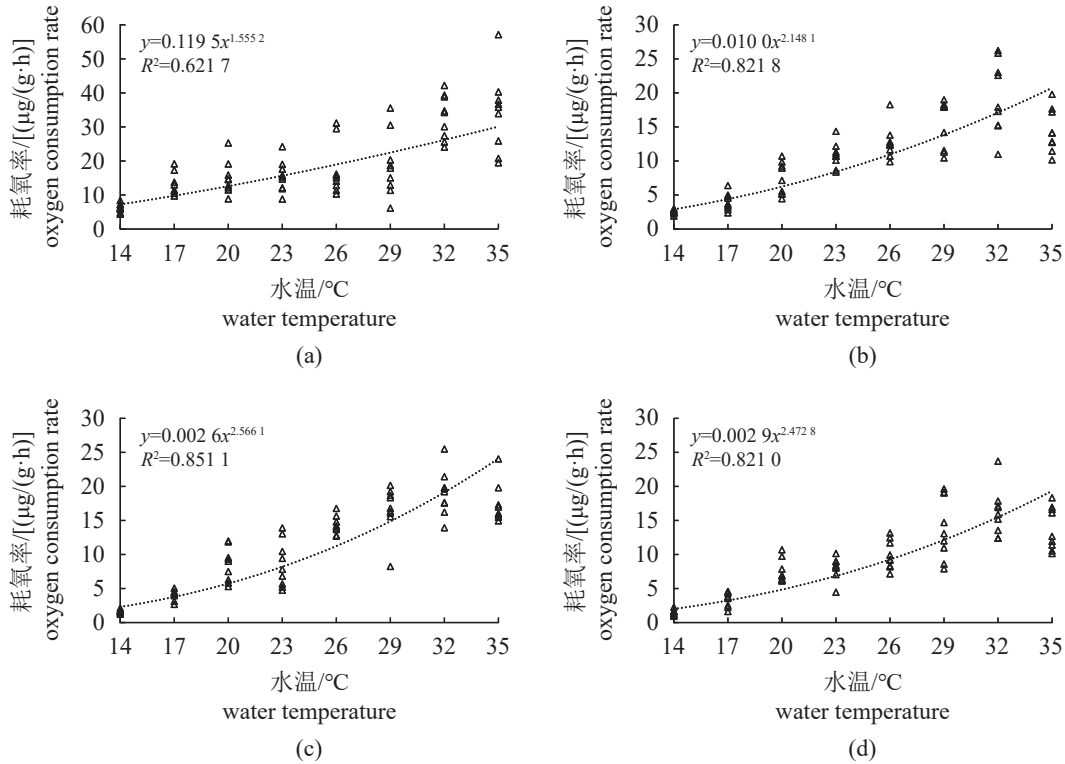 耗氧率/[(μg/(g·h)]
oxygen consumption rate
60
50
40
30
20
10
0
y=0.119 5x^1.555 2
R²=0.621 7
14 17 20 23 26 29 32 35
水温/°C
water temperature
(a)
耗氧率/[(μg/(g·h)]
oxygen consumption rate
30
25
20
15
10
5
0
y=0.010 0x^2.148 1
R²=0.821 8
14 17 20 23 26 29 32 35
水温/°C
water temperature
(b)
耗氧率/[(μg/(g·h)]
oxygen consumption rate
30
25
20
15
10
5
0
y=0.002 6x^2.566 1
R²=0.851 1
14 17 20 23 26 29 32 35
水温/°C
water temperature
(c)
耗氧率/[(μg/(g·h)]
oxygen consumption rate
30
25
20
15
10
5
0
y=0.002 9x^2.472 8
R²=0.821 0
14 17 20 23 26 29 32 35
水温/°C
water temperature
(d)